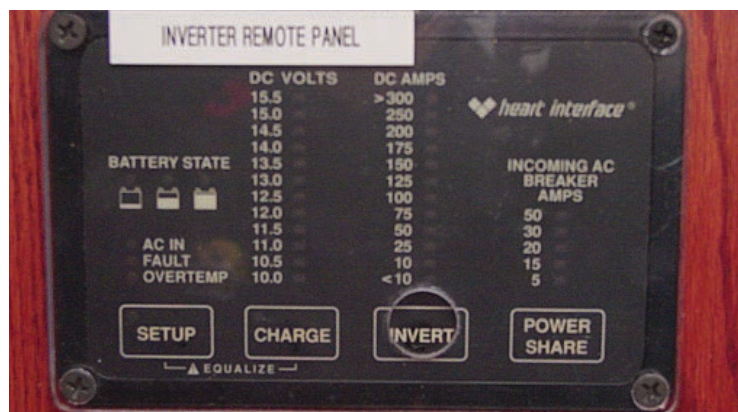 INVERTER REMOTE PANEL
DC VOLTS
15.5
15.0
14.5
14.0
13.5
13.0
12.5
12.0
11.5
11.0
10.5
10.0
DC AMPS
>300
250
200
175
150
125
100
75
50
25
10
<10
heart interface®
BATTERY STATE
AC IN
FAULT
OVERTEMP
INCOMING AC
BREAKER
AMPS
50
30
20
15
5
SETUP
CHARGE
INVERT
POWER
SHARE
EQUALIZE